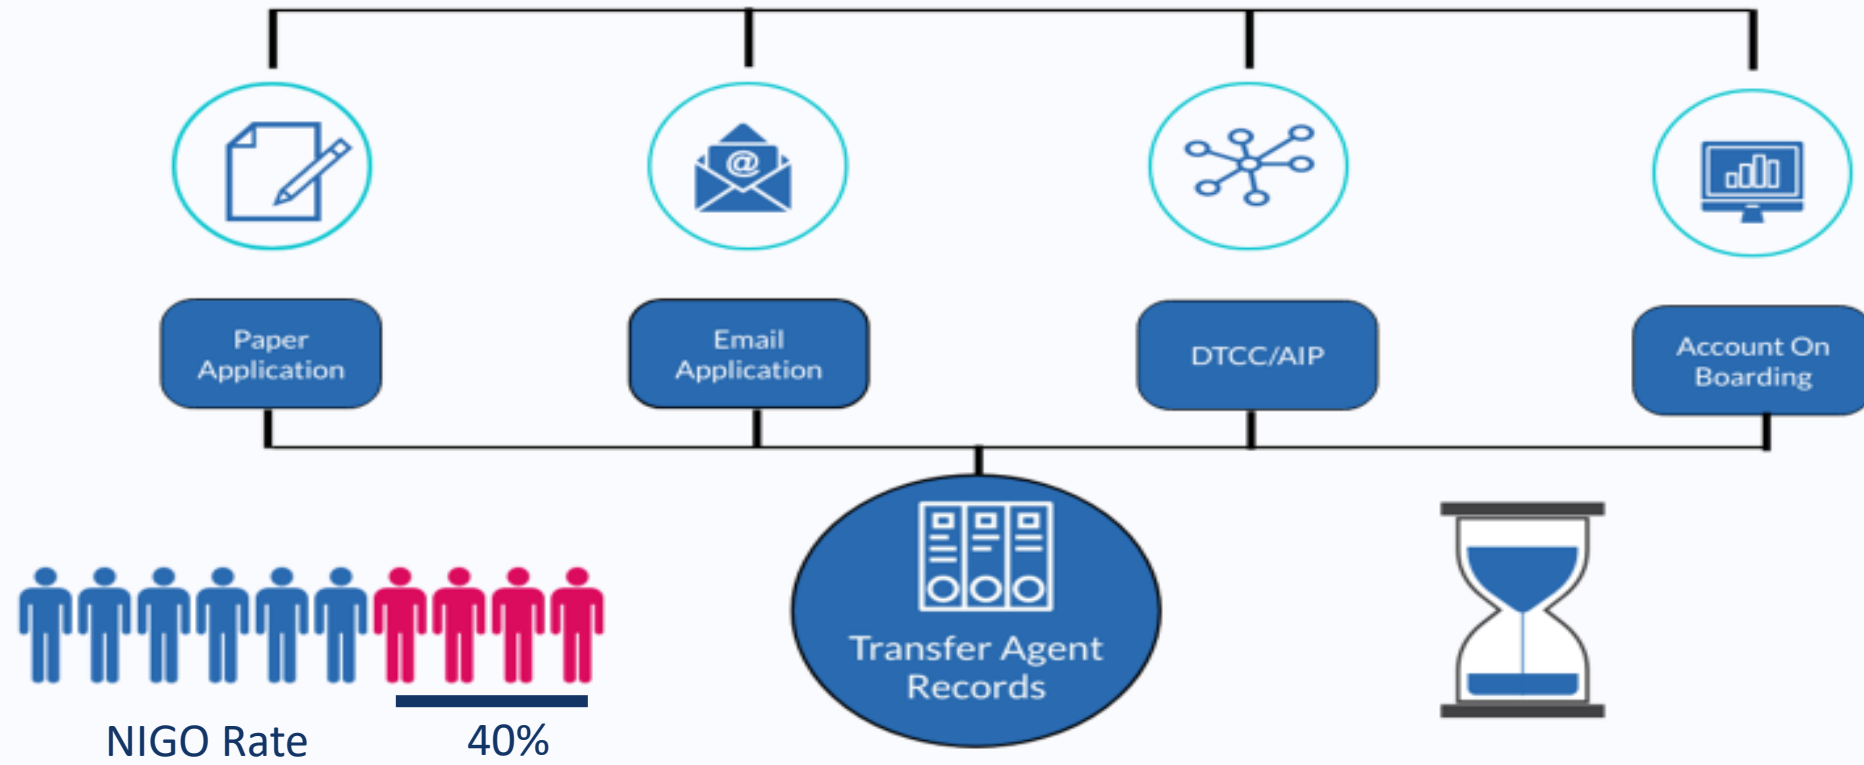 @
Paper
Application
Email
Application
DTCC/AIP
Account On
Boarding
Transfer Agent
Records
NIGO Rate
40%